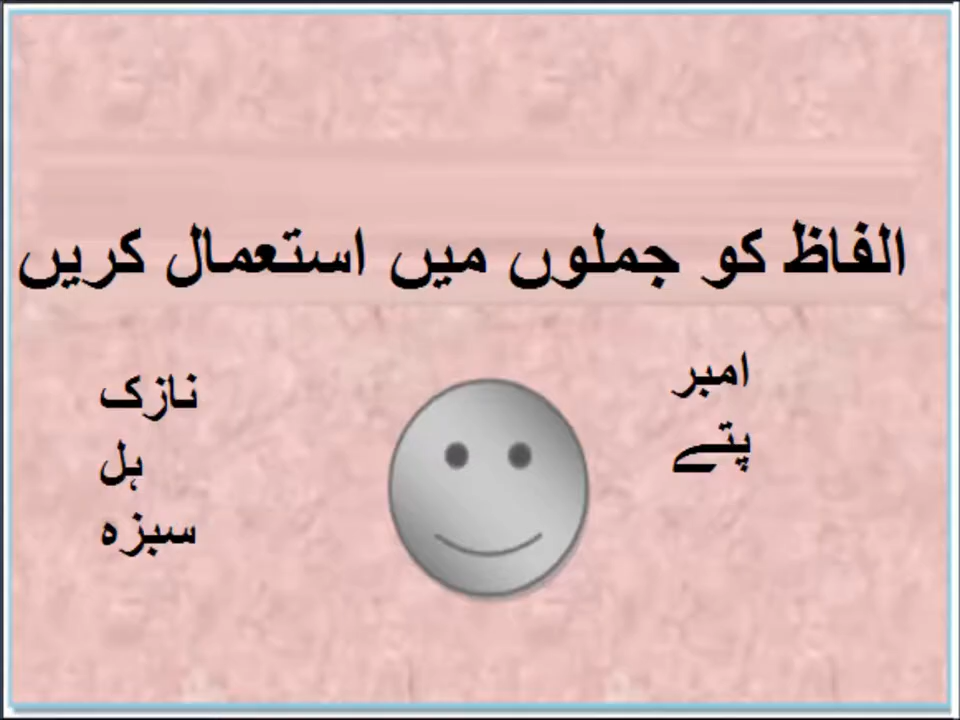 الفاظ کو جملوں میں استعمال کریں
امبر
پتے
نازک
ہل
سبزہ